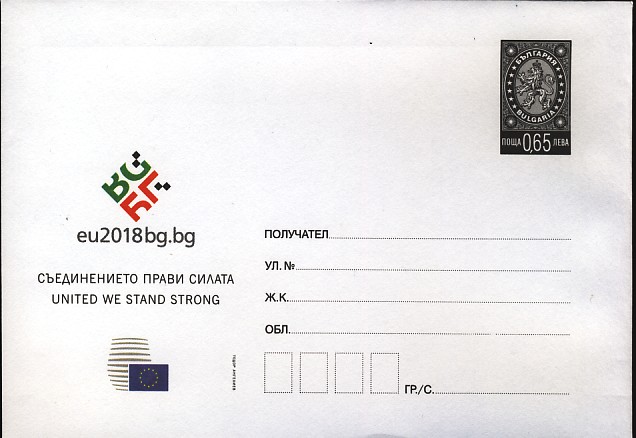 БЪЛГАРИЯ
BULGARIA
ПОЩА 0,65 ЛЕВА
eu2018bg.bg
СЪЕДИНЕНИЕТО ПРАВИ СИЛАТА
UNITED WE STAND STRONG
ПОЛУЧАТЕЛ
УЛ. №
Ж.К.
ОБЛ.
ГР./С.